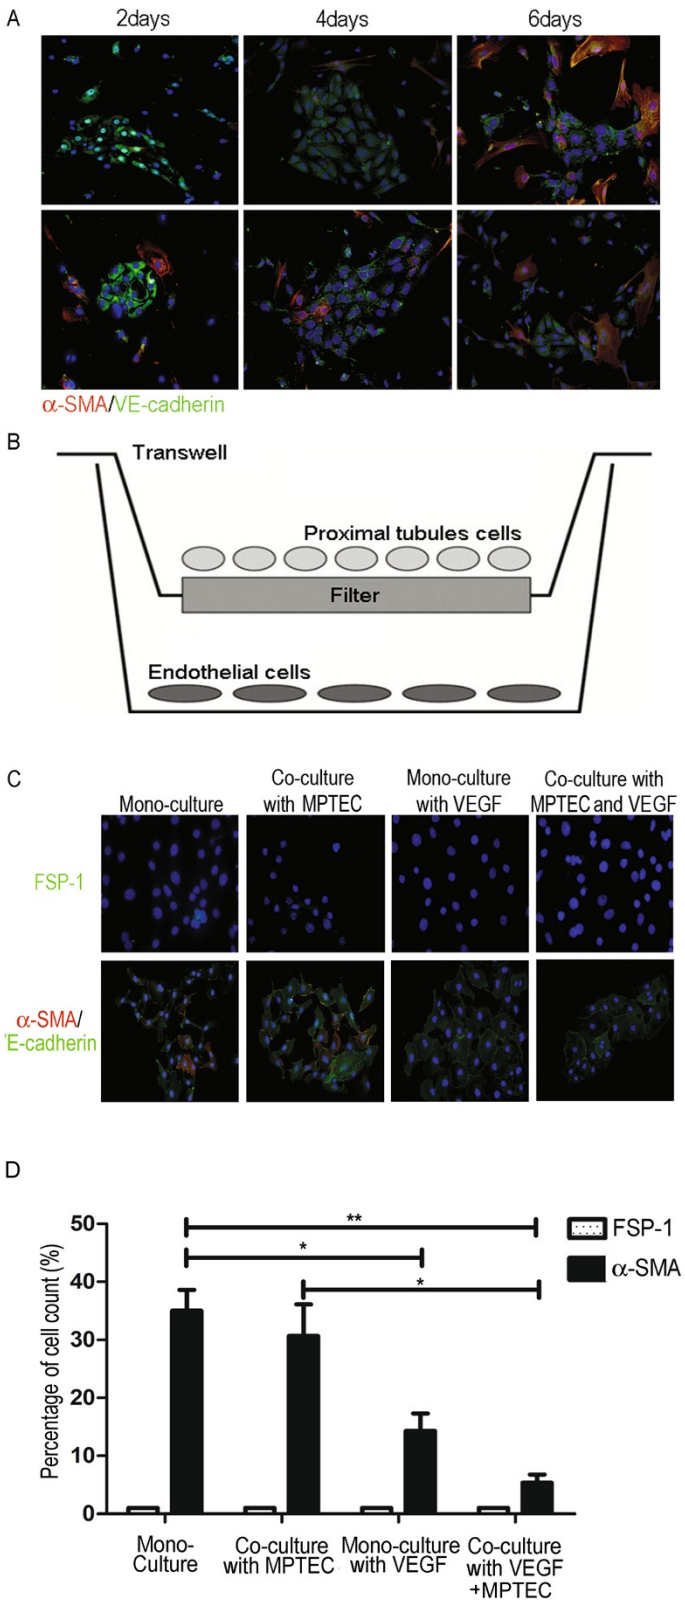 A
2days 4days 6days
α-SMA/VE-cadherin
B
Transwell
Proximal tubules cells
Filter
Endothelial cells
C
Mono-culture
Co-culture
with MPTEC
Mono-culture
with VEGF
Co-culture with
MPTEC and VEGF
FSP-1
α-SMA/
'E-cadherin
D
Percentage of cell count (%)
50
40
30
20
10
0
**
*
*
FSP-1
α-SMA
Mono-
Culture
Co-culture
with MPTEC
Mono-culture
with VEGF
Co-culture
with VEGF
+MPTEC